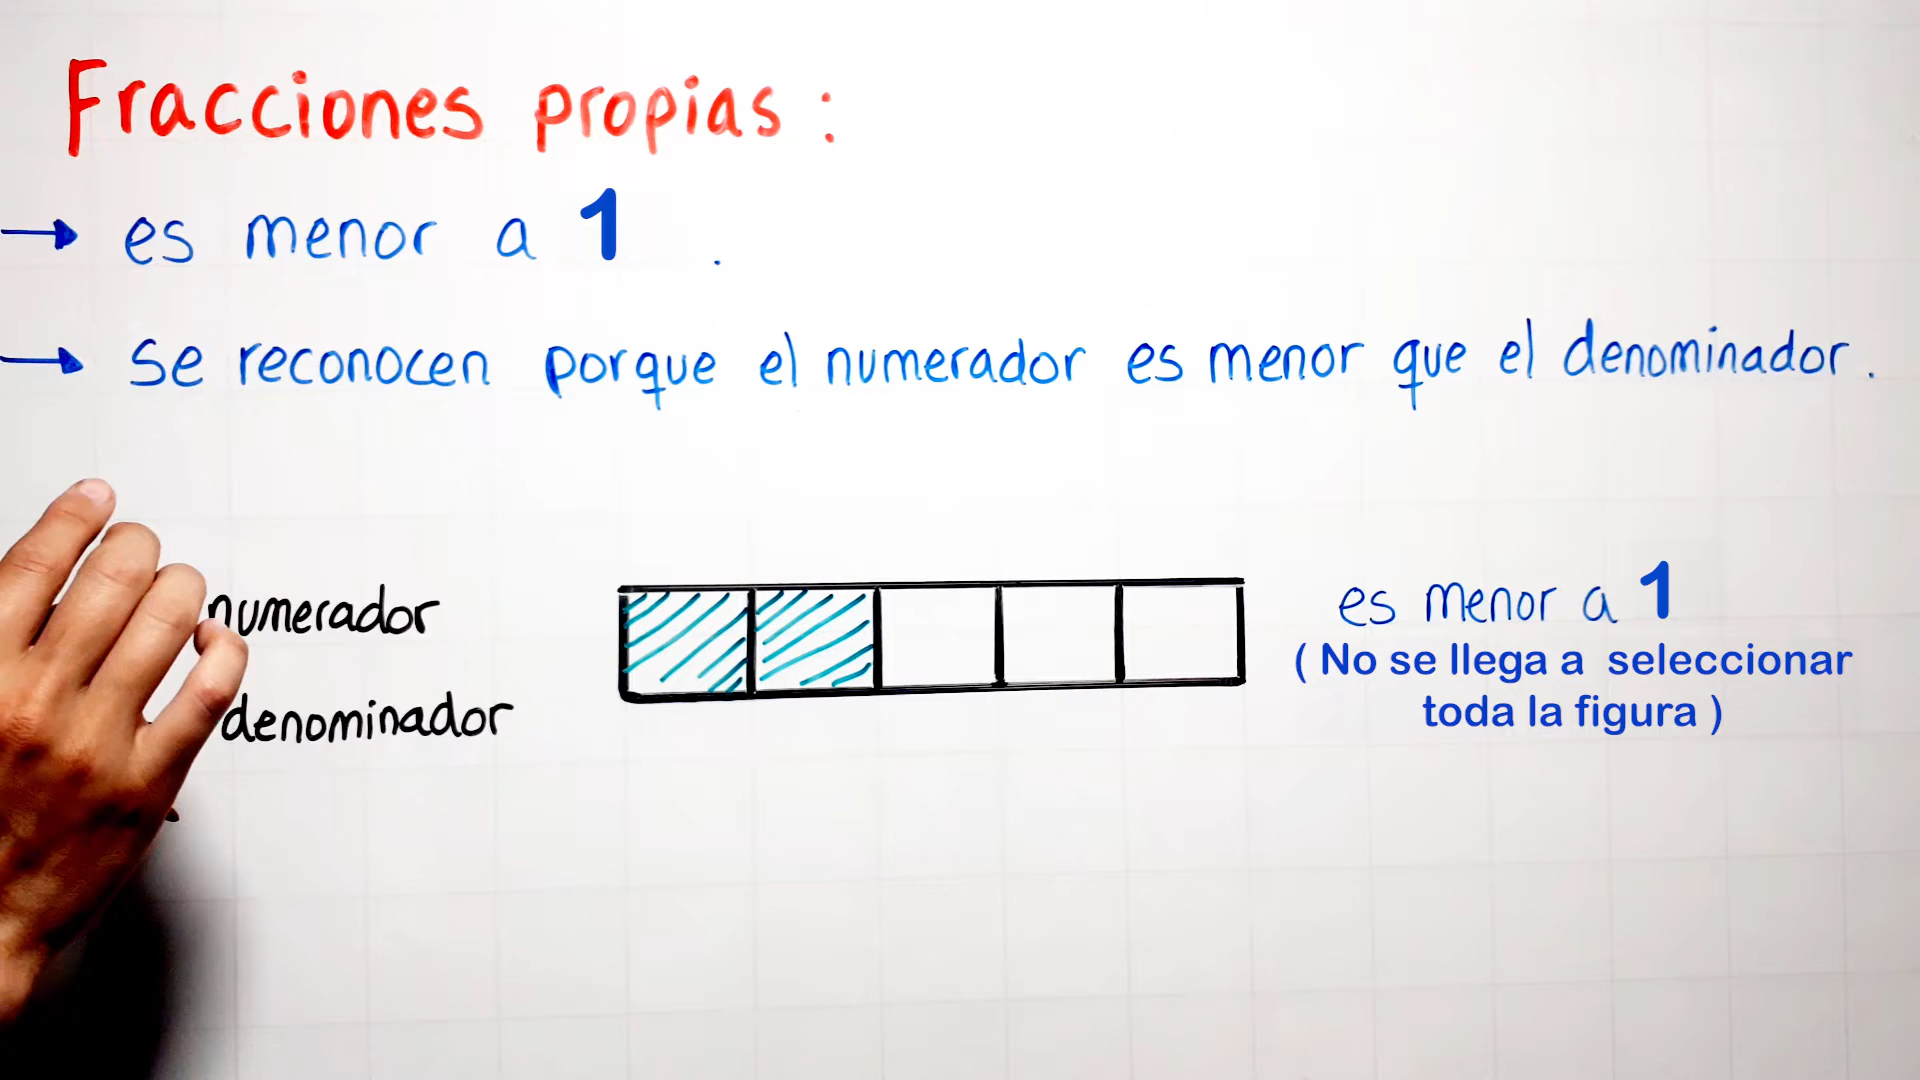 Fracciones propias :
→ es menor a 1 .
→ se reconocen porque el numerador es menor que el denominador .
numerador
denominador
es menor a 1
( No se llega a seleccionar
toda la figura )